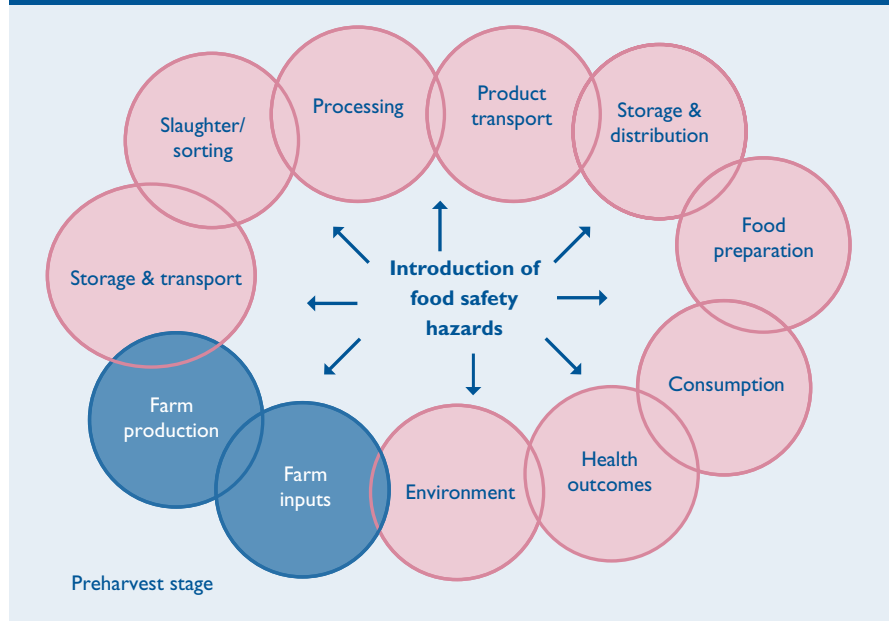 Processing
Product
transport
Storage &
distribution
Slaughter/
sorting
Food
preparation
Storage & transport
Introduction of
food safety
hazards
Consumption
Farm
production
Farm
inputs
Environment
Health
outcomes
Preharvest stage